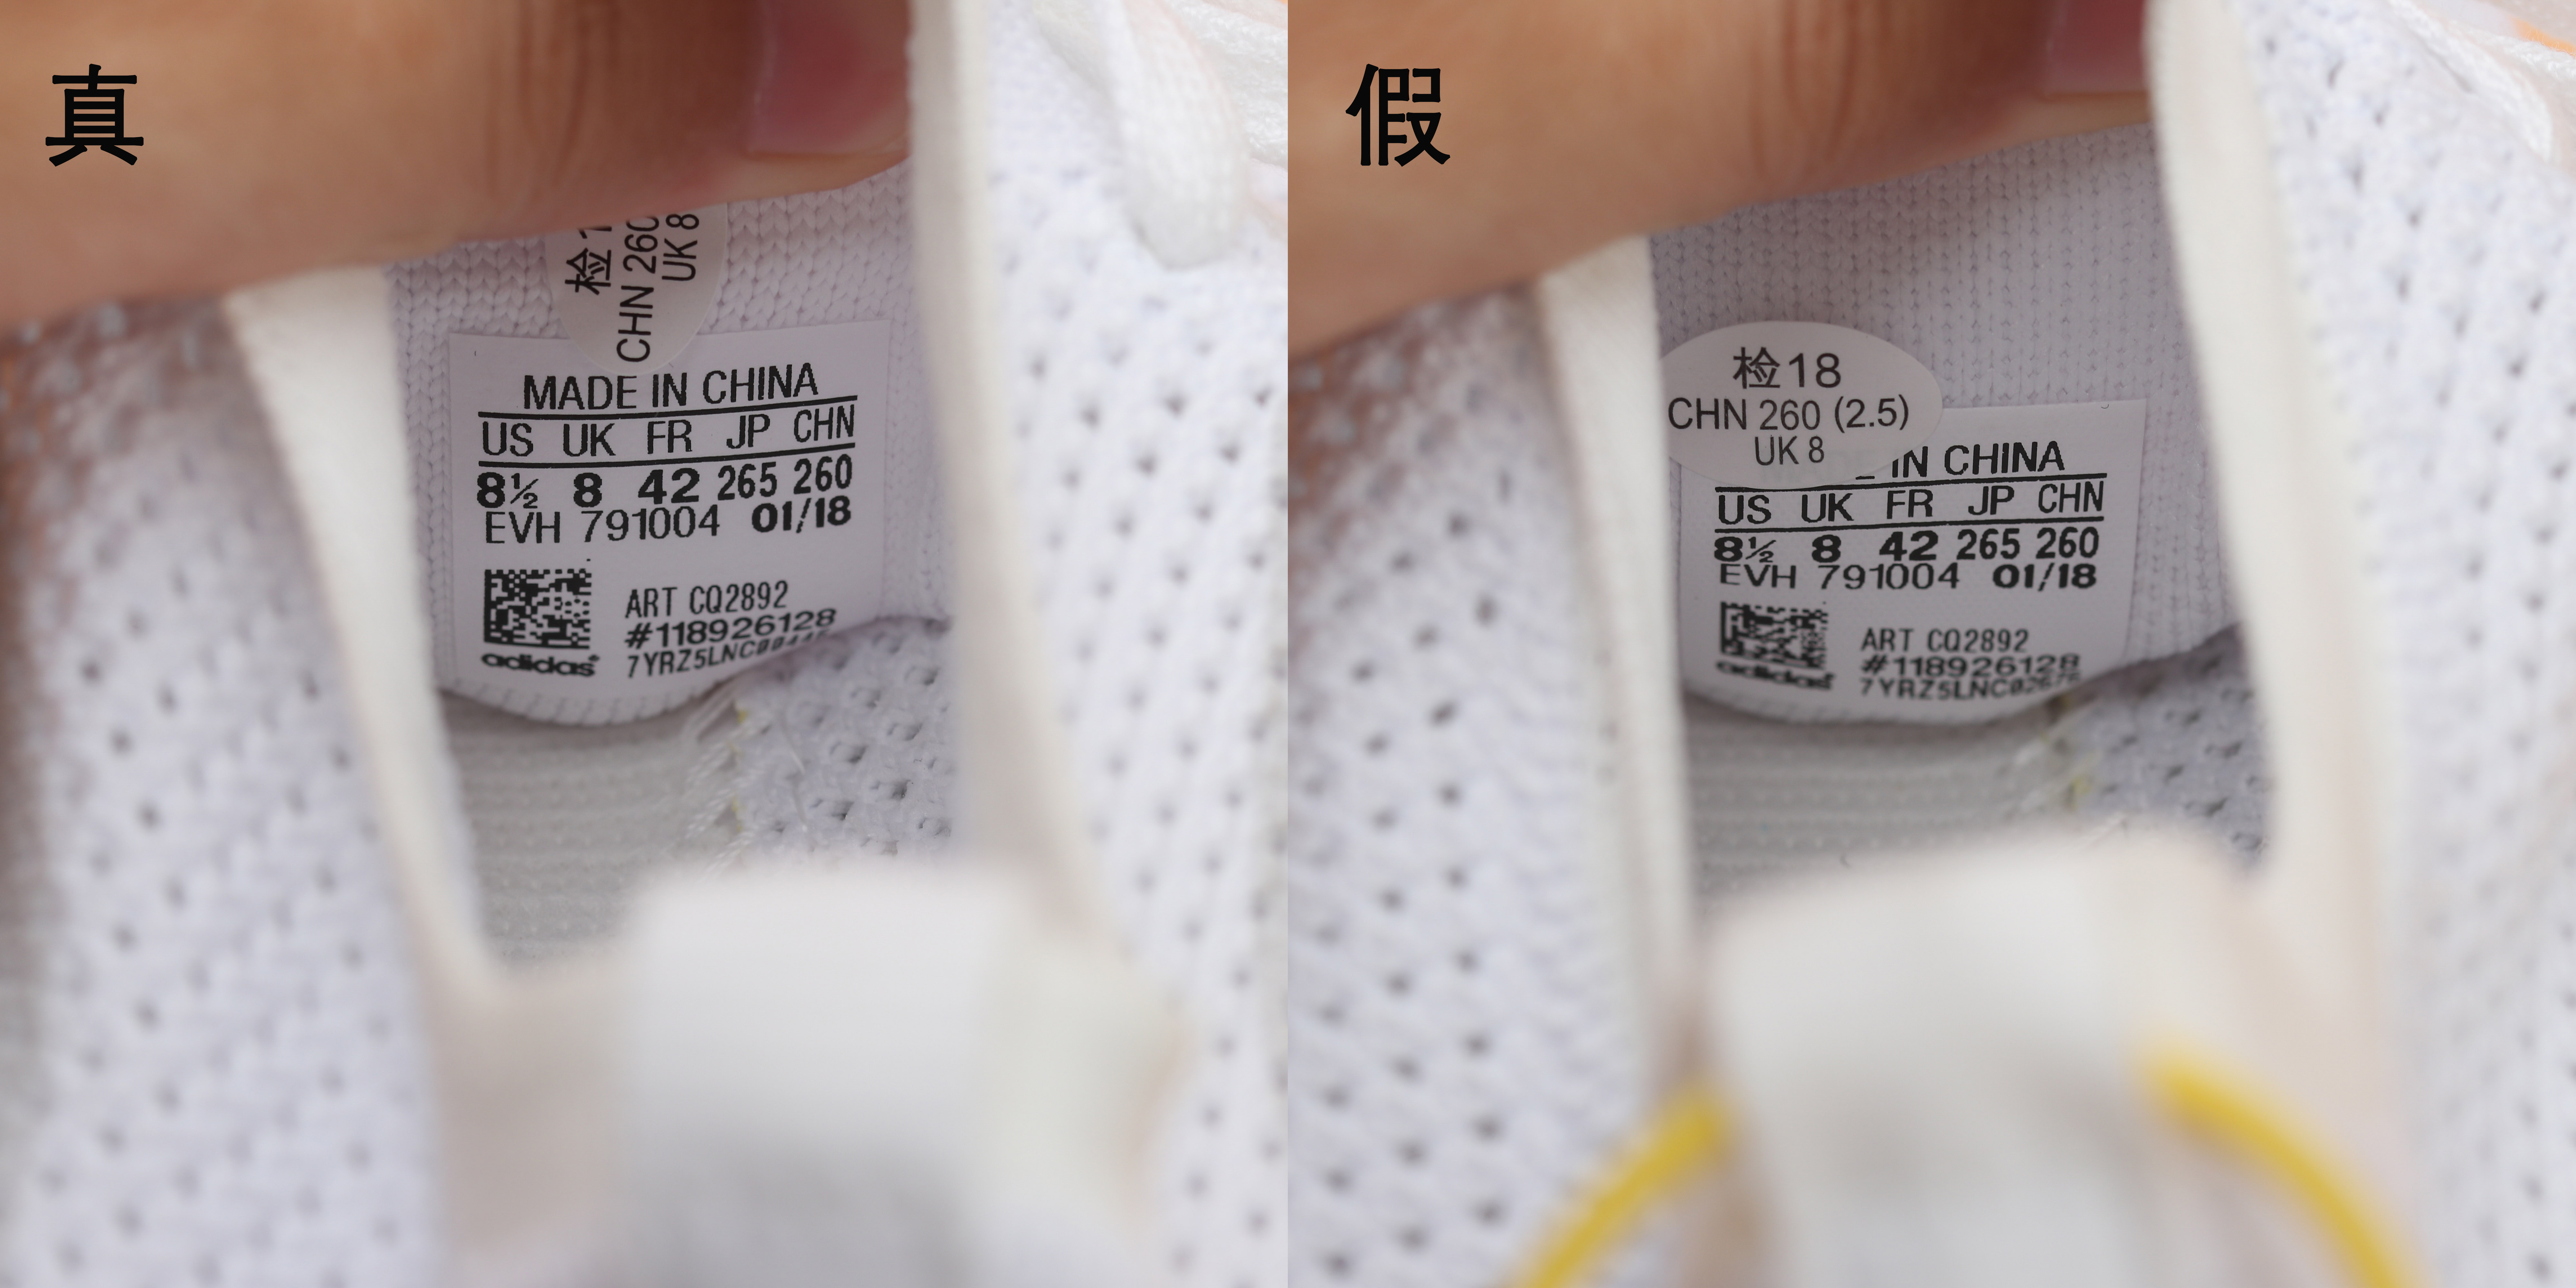 真
检1
CHN 260
UK 8
MADE IN CHINA
US UK FR JP CHN
8½ 8 42 265 260
EVH 791004 01/18
ART CQ2892
#118926128
adidas
假
检18
CHN 260 (2.5)
UK 8
IN CHINA
US UK FR JP CHN
8½ 8 42 265 260
EVH 791004 01/18
ART CQ2892
#118926128
adidas